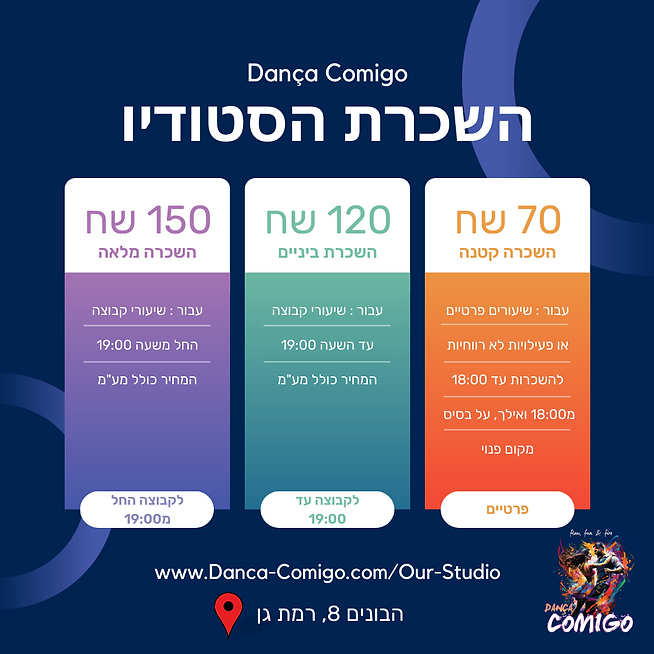 Dança Comigo
השכרת הסטודיו
70 שח
השכרה קטנה
עבור : שיעורים פרטיים
או פעילויות לא רווחיות
להשכרות עד 18:00
מ18:00 ואילך, על בסיס
מקום פנוי
פרטיים
120 שח
השכרת ביניים
עבור : שיעורי קבוצה
עד השעה 19:00
המחיר כולל מע"מ
לקבוצה עד
19:00
150 שח
השכרה מלאה
עבור : שיעורי קבוצה
החל משעה 19:00
המחיר כולל מע"מ
לקבוצה החל
מ19:00
www.Danca-Comigo.com/Our-Studio
הבונים 8, רמת גן
DANÇA
COMIGO